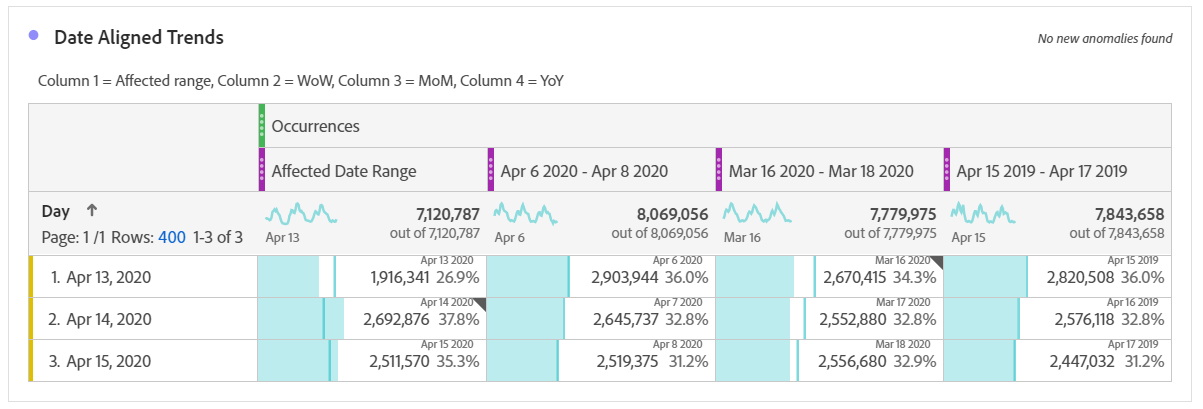 Date Aligned Trends
No new anomalies found
Column 1 = Affected range, Column 2 = WoW, Column 3 = MoM, Column 4 = YoY
Occurrences
Affected Date Range Apr 6 2020 - Apr 8 2020 Mar 16 2020 - Mar 18 2020 Apr 15 2019 - Apr 17 2019
Day ↑ 7,120,787 8,069,056 7,779,975 7,843,658
Page: 1 /1 Rows: 400 1-3 of 3 Apr 13 out of 7,120,787 Apr 6 out of 8,069,056 Mar 16 out of 7,779,975 Apr 15 out of 7,843,658
Apr 13 2020 Apr 6 2020 Mar 16 2020 Apr 15 2019
1. Apr 13, 2020 1,916,341 26.9% 2,903,944 36.0% 2,670,415 34.3% 2,820,508 36.0%
Apr 14 2020 Apr 7 2020 Mar 17 2020 Apr 16 2019
2. Apr 14, 2020 2,692,876 37.8% 2,645,737 32.8% 2,552,880 32.8% 2,576,118 32.8%
Apr 15 2020 Apr 8 2020 Mar 18 2020 Apr 17 2019
3. Apr 15, 2020 2,511,570 35.3% 2,519,375 31.2% 2,556,680 32.9% 2,447,032 31.2%